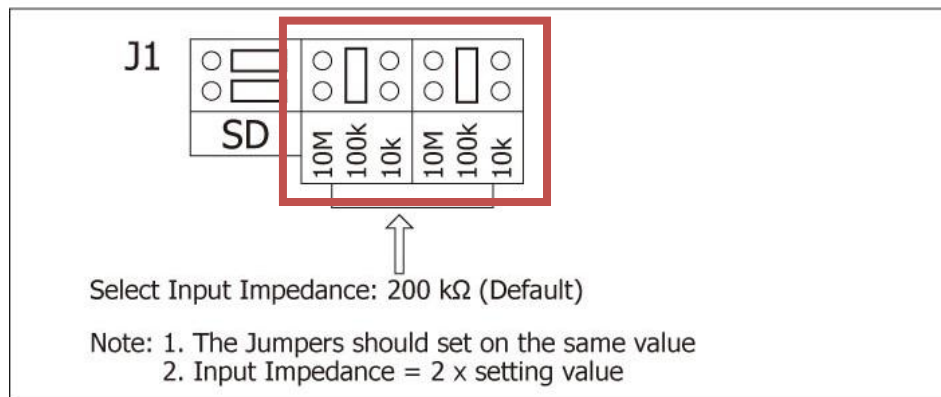 J1
SD
10M 100k 10k 10M 100k 10k
Select Input Impedance: 200 kΩ (Default)
Note: 1. The Jumpers should set on the same value
2. Input Impedance = 2 x setting value